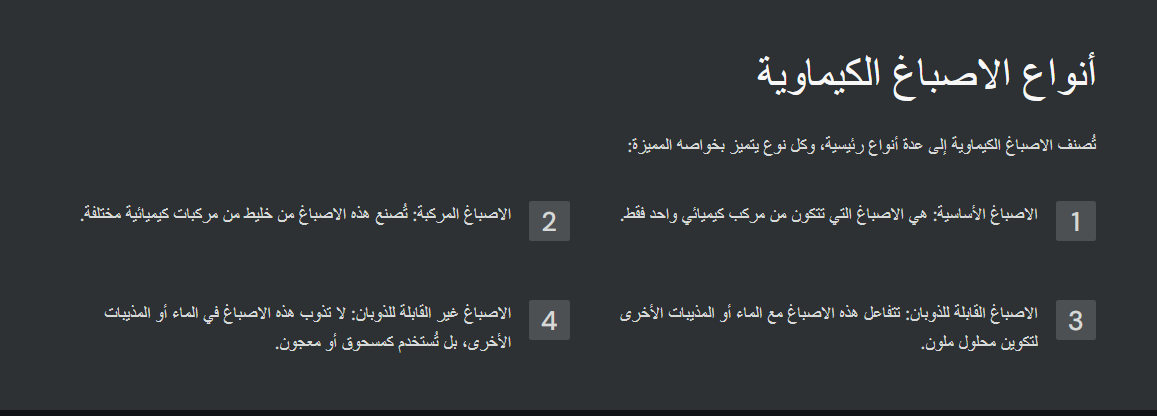 أنواع الاصباغ الكيماوية
تُصنف الاصباغ الكيماوية إلى عدة أنواع رئيسية، وكل نوع يتميز بخواصه المميزة:
1
الاصباغ الأساسية: هي الاصباغ التي تتكون من مركب كيميائي واحد فقط.
2
الاصباغ المركبة: تُصنع هذه الاصباغ من خليط من مركبات كيميائية مختلفة.
3
الاصباغ القابلة للذوبان: تتفاعل هذه الاصباغ مع الماء أو المذيبات الأخرى
لتكوين محلول ملون.
4
الاصباغ غير القابلة للذوبان: لا تذوب هذه الاصباغ في الماء أو المذيبات
الأخرى، بل تُستخدم كمسحوق أو معجون.